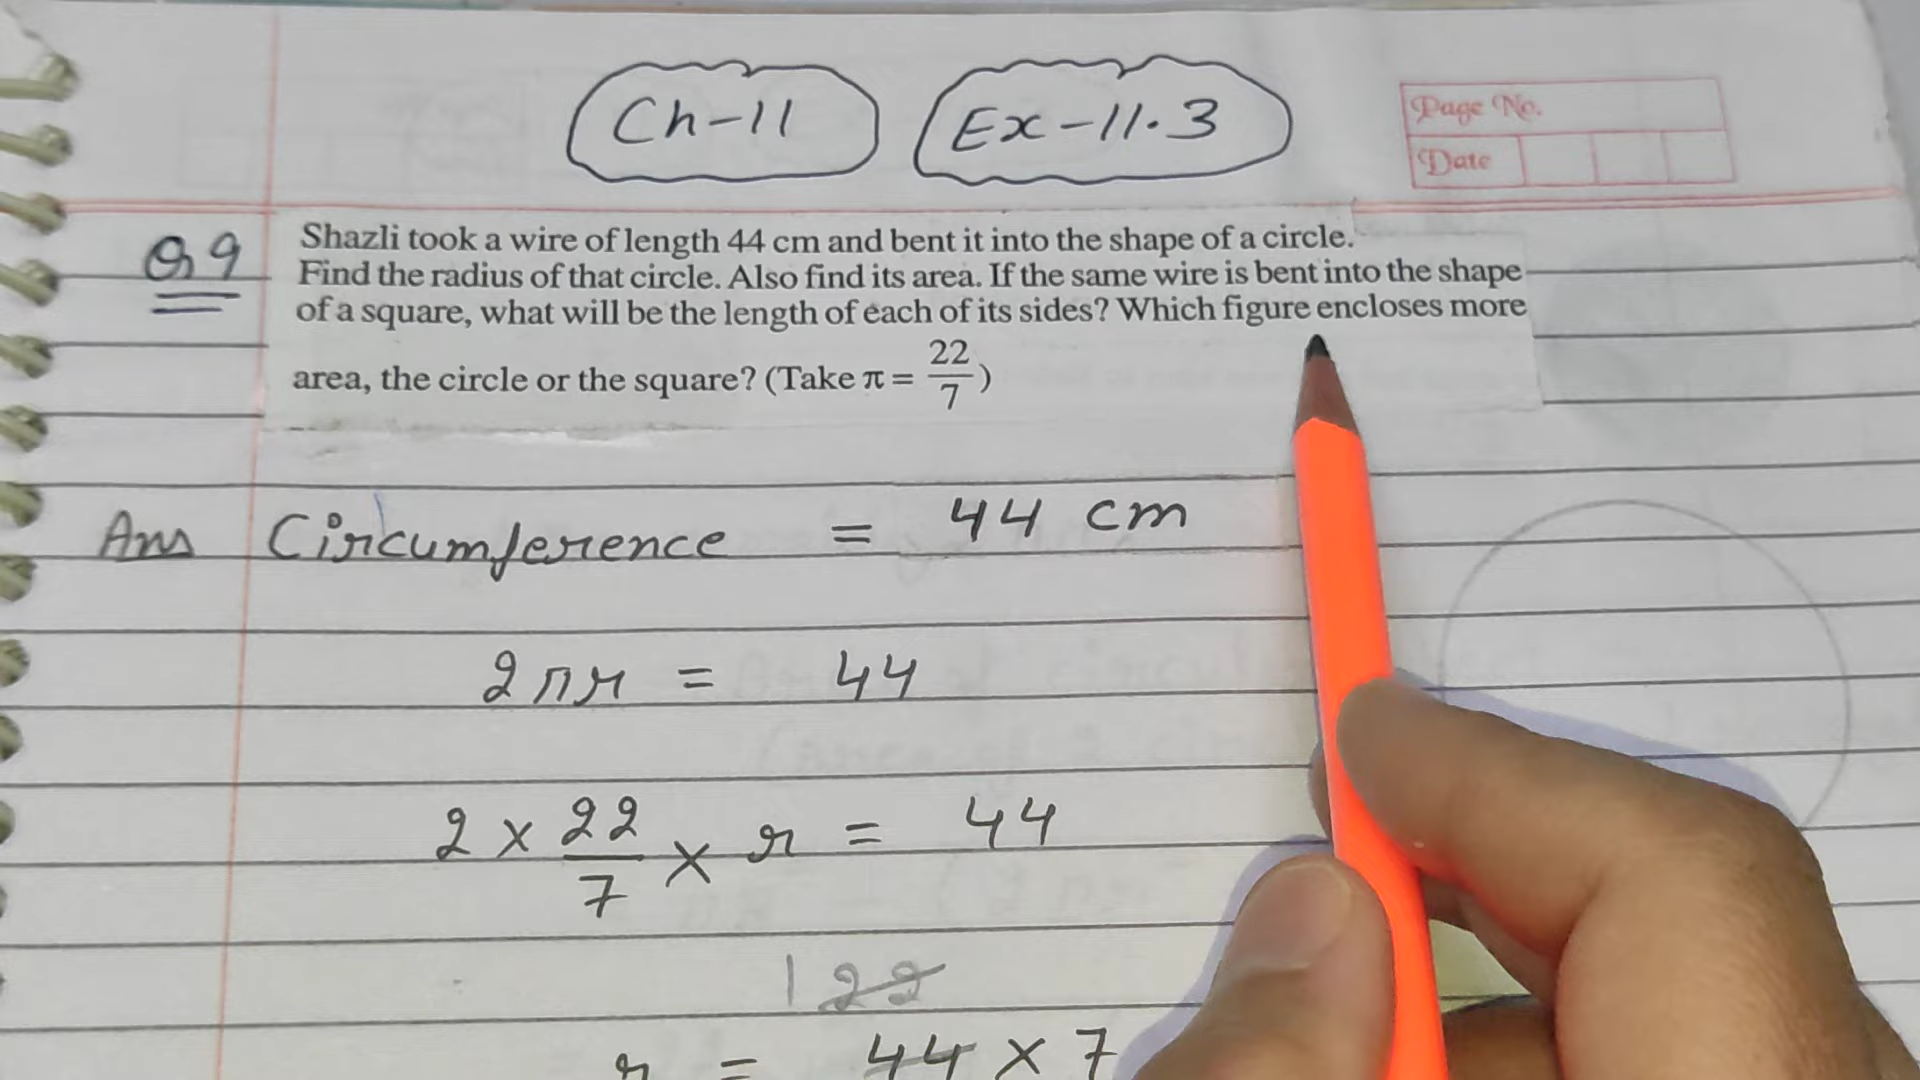 Ch-11 Ex-11.3
Page No.
Date
Q 9 Shazli took a wire of length 44 cm and bent it into the shape of a circle.
Find the radius of that circle. Also find its area. If the same wire is bent into the shape
of a square, what will be the length of each of its sides? Which figure encloses more
area, the circle or the square? (Take π = 22/7)
Ans Circumference = 44 cm
2πr = 44
2 × 22/7 × r = 44
1 22
r = 44 × 7